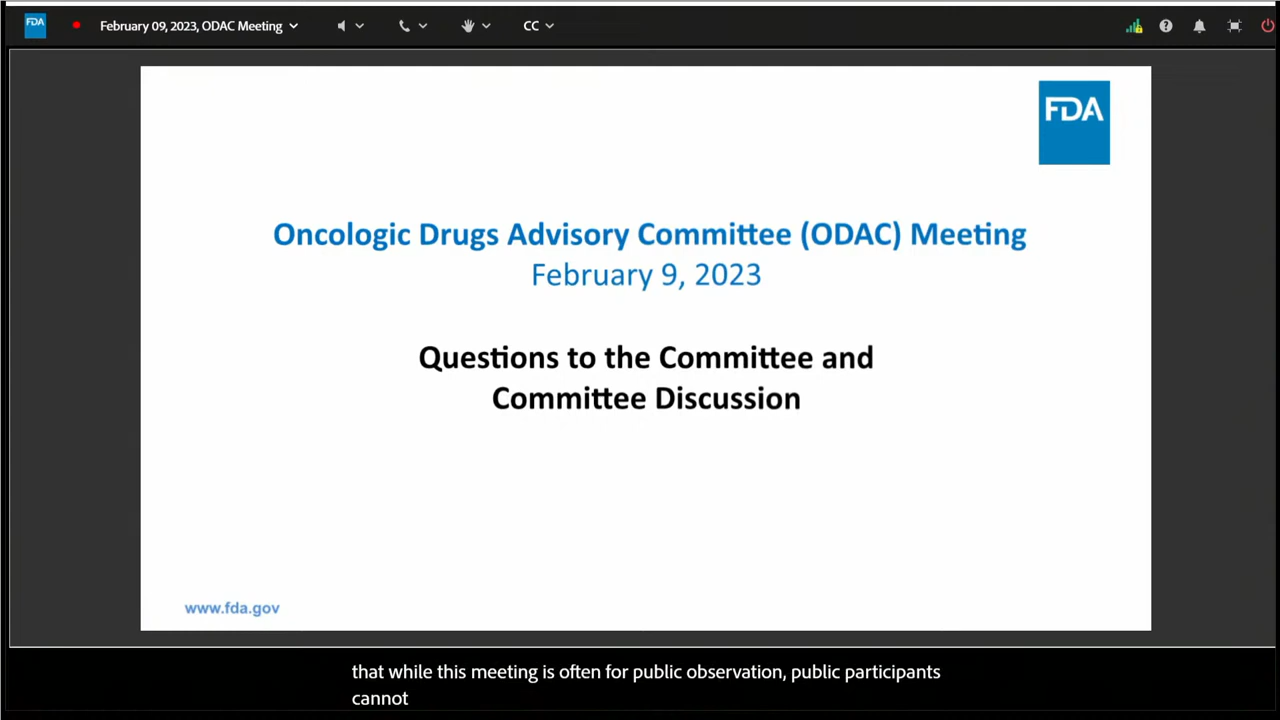 FDA
February 09, 2023, ODAC Meeting
CC
FDA
Oncologic Drugs Advisory Committee (ODAC) Meeting
February 9, 2023
Questions to the Committee and
Committee Discussion
www.fda.gov
that while this meeting is often for public observation, public participants
cannot